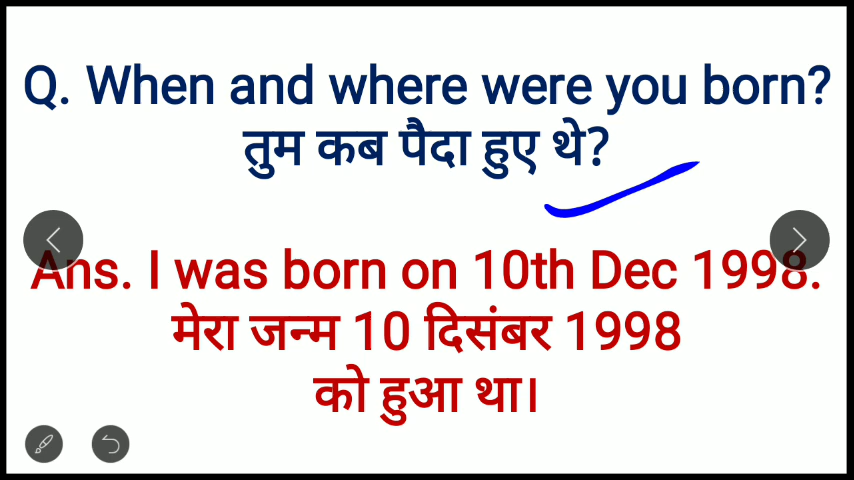 Q. When and where were you born?
तुम कब पैदा हुए थे?
Ans. I was born on 10th Dec 1998.
मेरा जन्म 10 दिसंबर 1998
को हुआ था।